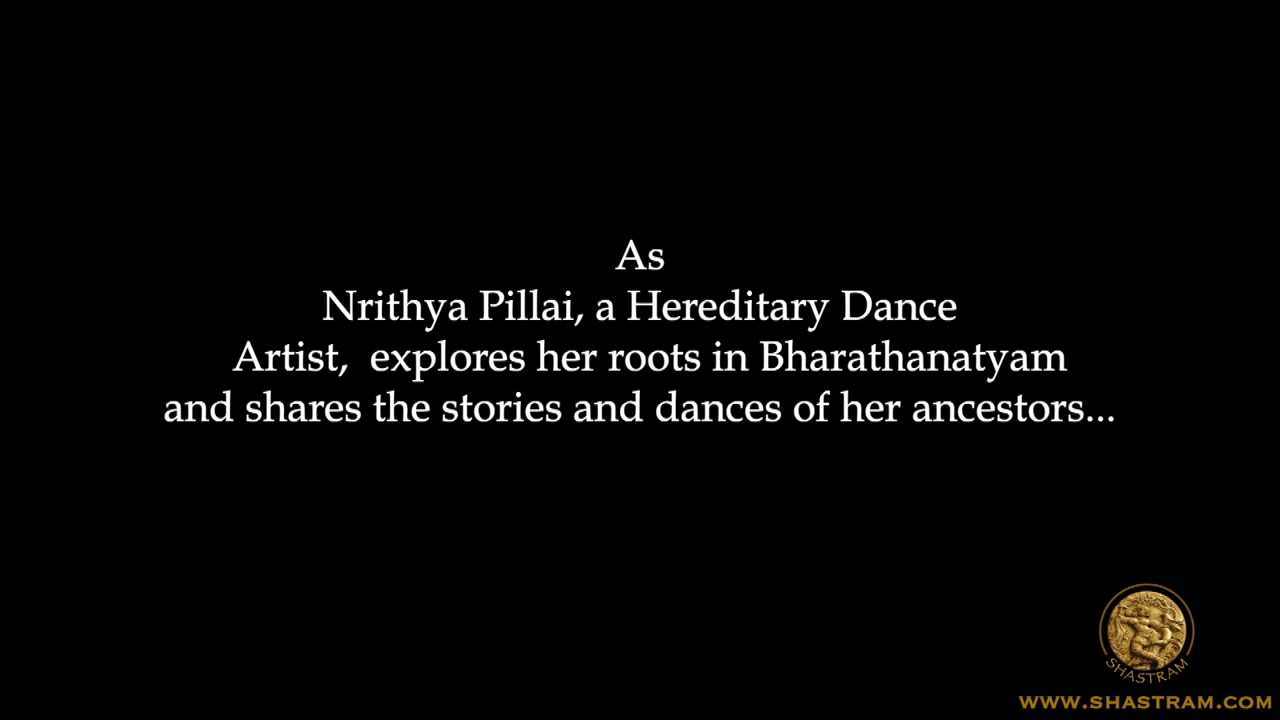 As
Nrithya Pillai, a Hereditary Dance
Artist,  explores her roots in Bharathanatyam
and shares the stories and dances of her ancestors...
SHASTRAM
WWW.SHASTRAM.COM